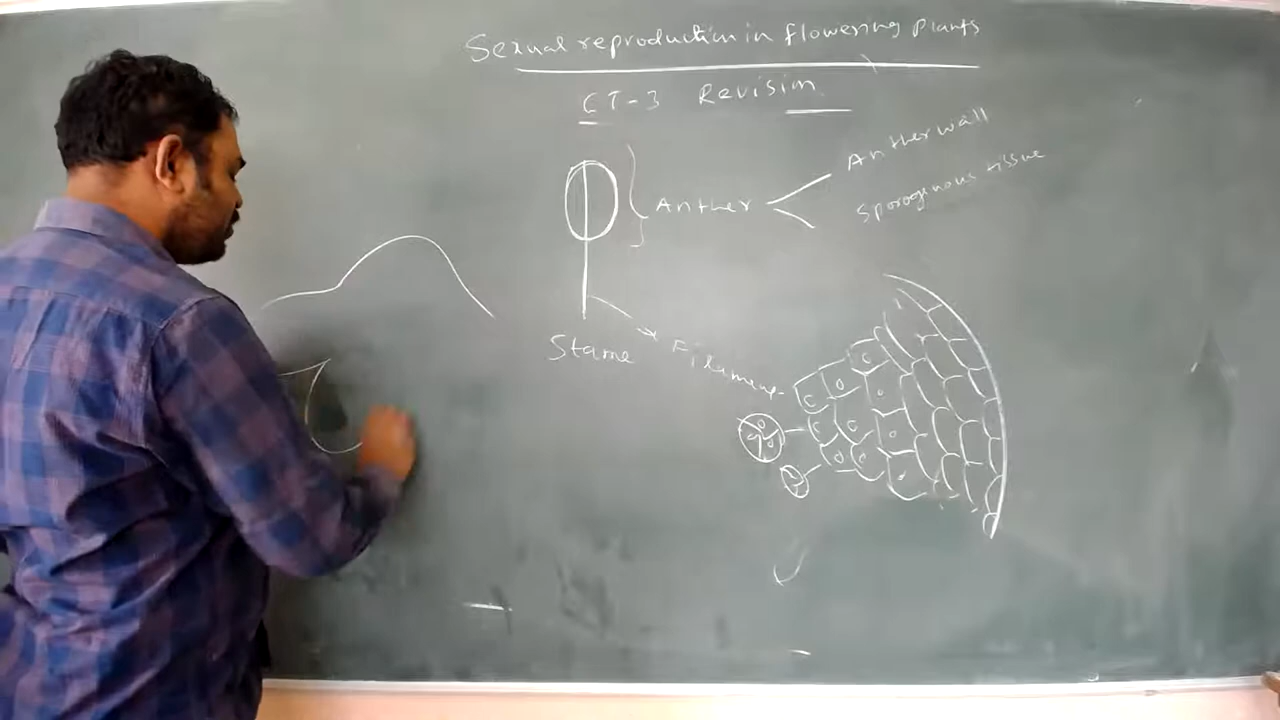 Sexual reproduction in flowering plants
CT-3 Revision
Anther
Anther wall
Sporogenous tissue
Stame
Filament